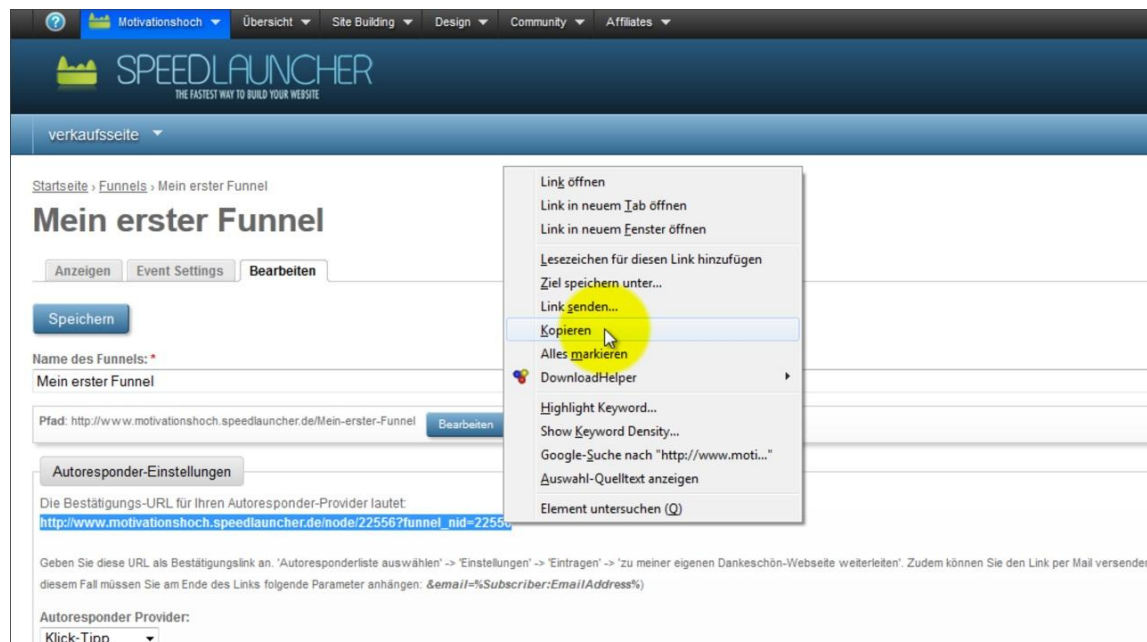 ? Motivationshoch Übersicht Site Building Design Community Affiliates
SPEEDLAUNCHER
THE FASTEST WAY TO BUILD YOUR WEBSITE
verkaufsseite
Startseite › Funnels › Mein erster Funnel
Mein erster Funnel
Anzeigen Event Settings Bearbeiten
Speichern
Name des Funnels: *
Mein erster Funnel
Pfad: http://www.motivationshoch.speedlauncher.de/Mein-erster-Funnel Bearbeiten
Autoresponder-Einstellungen
Die Bestätigungs-URL für Ihren Autoresponder-Provider lautet:
http://www.motivationshoch.speedlauncher.de/node/22556?funnel_nid=22556
Geben Sie diese URL als Bestätigungslink an. 'Autoresponderliste auswählen' -> 'Einstellungen' -> 'Eintragen' -> 'zu meiner eigenen Dankeschön-Webseite weiterleiten'. Zudem können Sie den Link per Mail versenden
diesem Fall müssen Sie am Ende des Links folgende Parameter anhängen: &email=%Subscriber:EmailAddress%)
Autoresponder Provider:
Klick-Tipp
Link öffnen
Link in neuem Tab öffnen
Link in neuem Fenster öffnen
Lesezeichen für diesen Link hinzufügen
Ziel speichern unter...
Link senden...
Kopieren
Alles markieren
DownloadHelper
Highlight Keyword...
Show Keyword Density...
Google-Suche nach "http://www.moti..."
Auswahl-Quelltext anzeigen
Element untersuchen (Q)